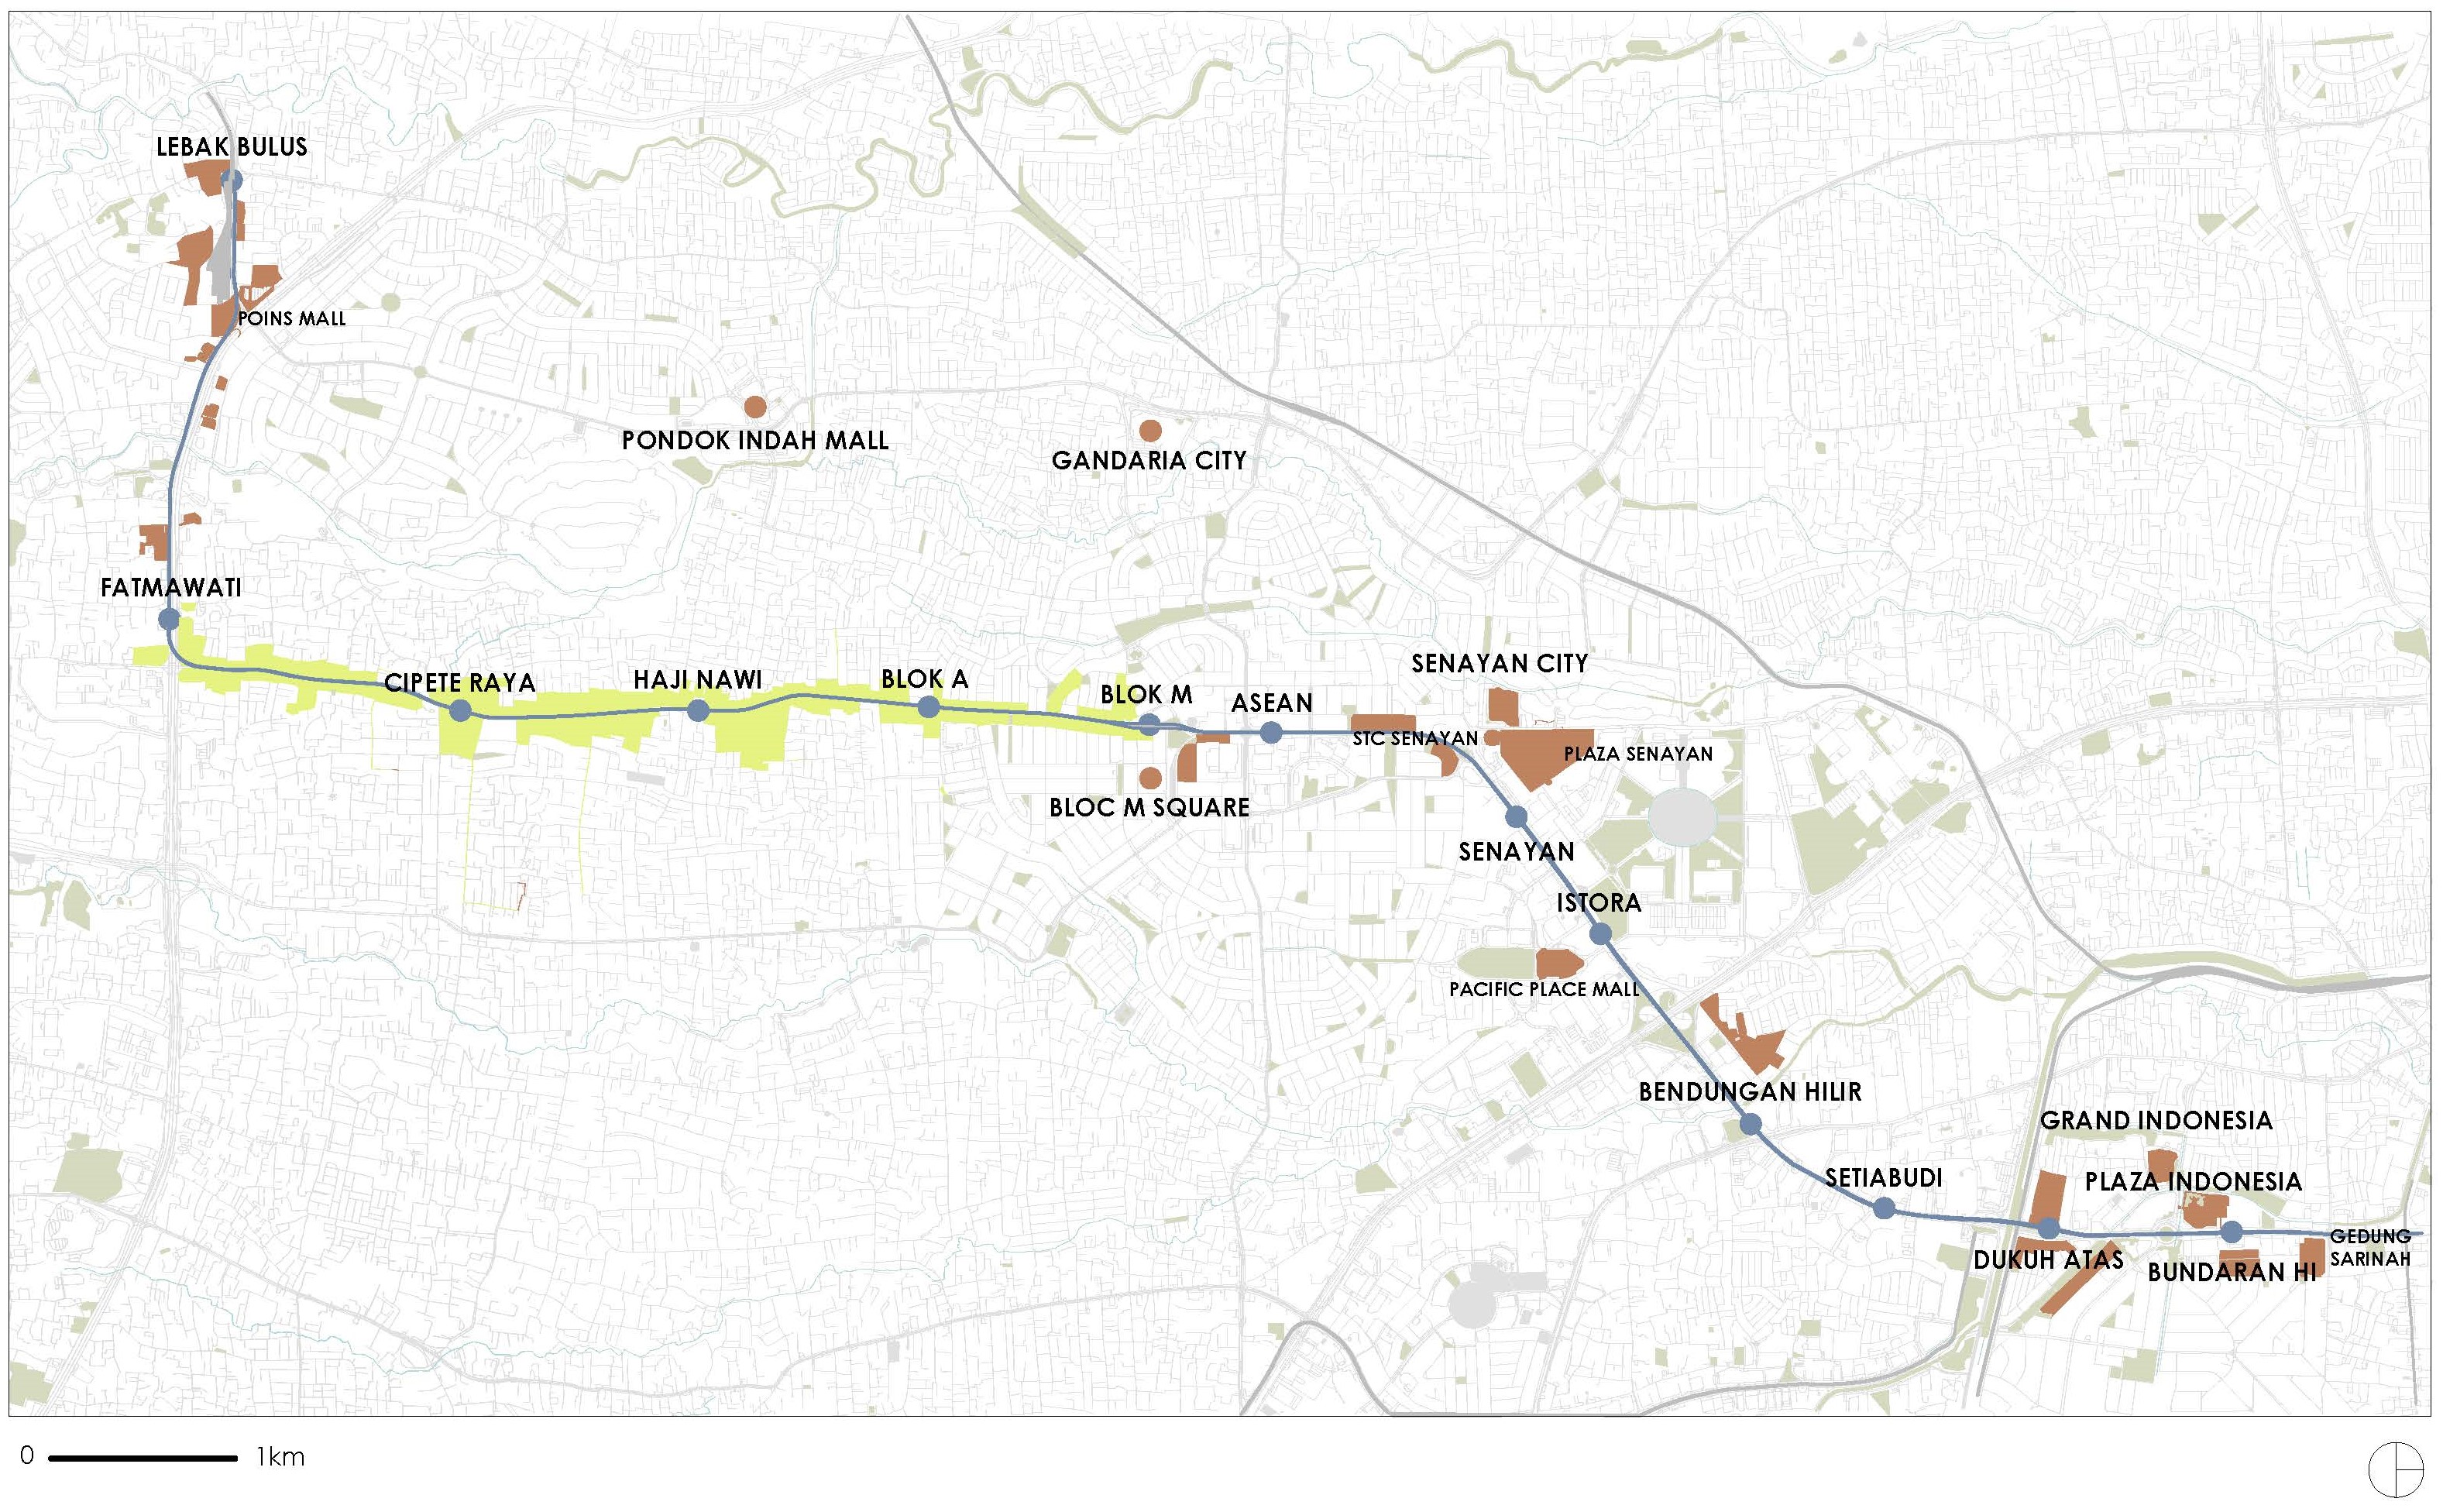 LEBAK BULUS
POINS MALL
PONDOK INDAH MALL
GANDARIA CITY
FATMAWATI
CIPETE RAYA
HAJI NAWI
BLOK A
BLOK M
ASEAN
SENAYAN CITY
STC SENAYAN
PLAZA SENAYAN
BLOC M SQUARE
SENAYAN
ISTORA
PACIFIC PLACE MALL
BENDUNGAN HILIR
GRAND INDONESIA
SETIABUDI
PLAZA INDONESIA
GEDUNG
SARINAH
DUKUH ATAS
BUNDARAN HI
0 1km